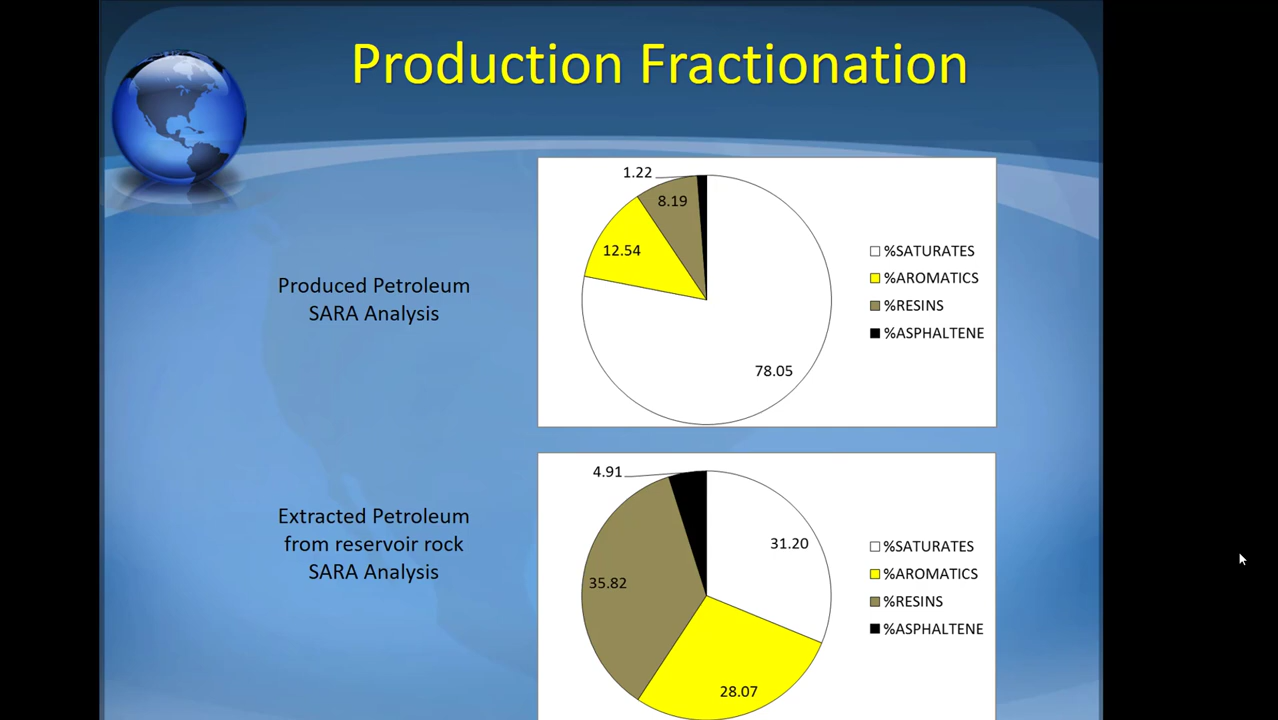 Production Fractionation
Produced Petroleum
SARA Analysis
1.22
8.19
12.54
78.05
%SATURATES
%AROMATICS
%RESINS
%ASPHALTENE
Extracted Petroleum
from reservoir rock
SARA Analysis
4.91
31.20
35.82
28.07
%SATURATES
%AROMATICS
%RESINS
%ASPHALTENE